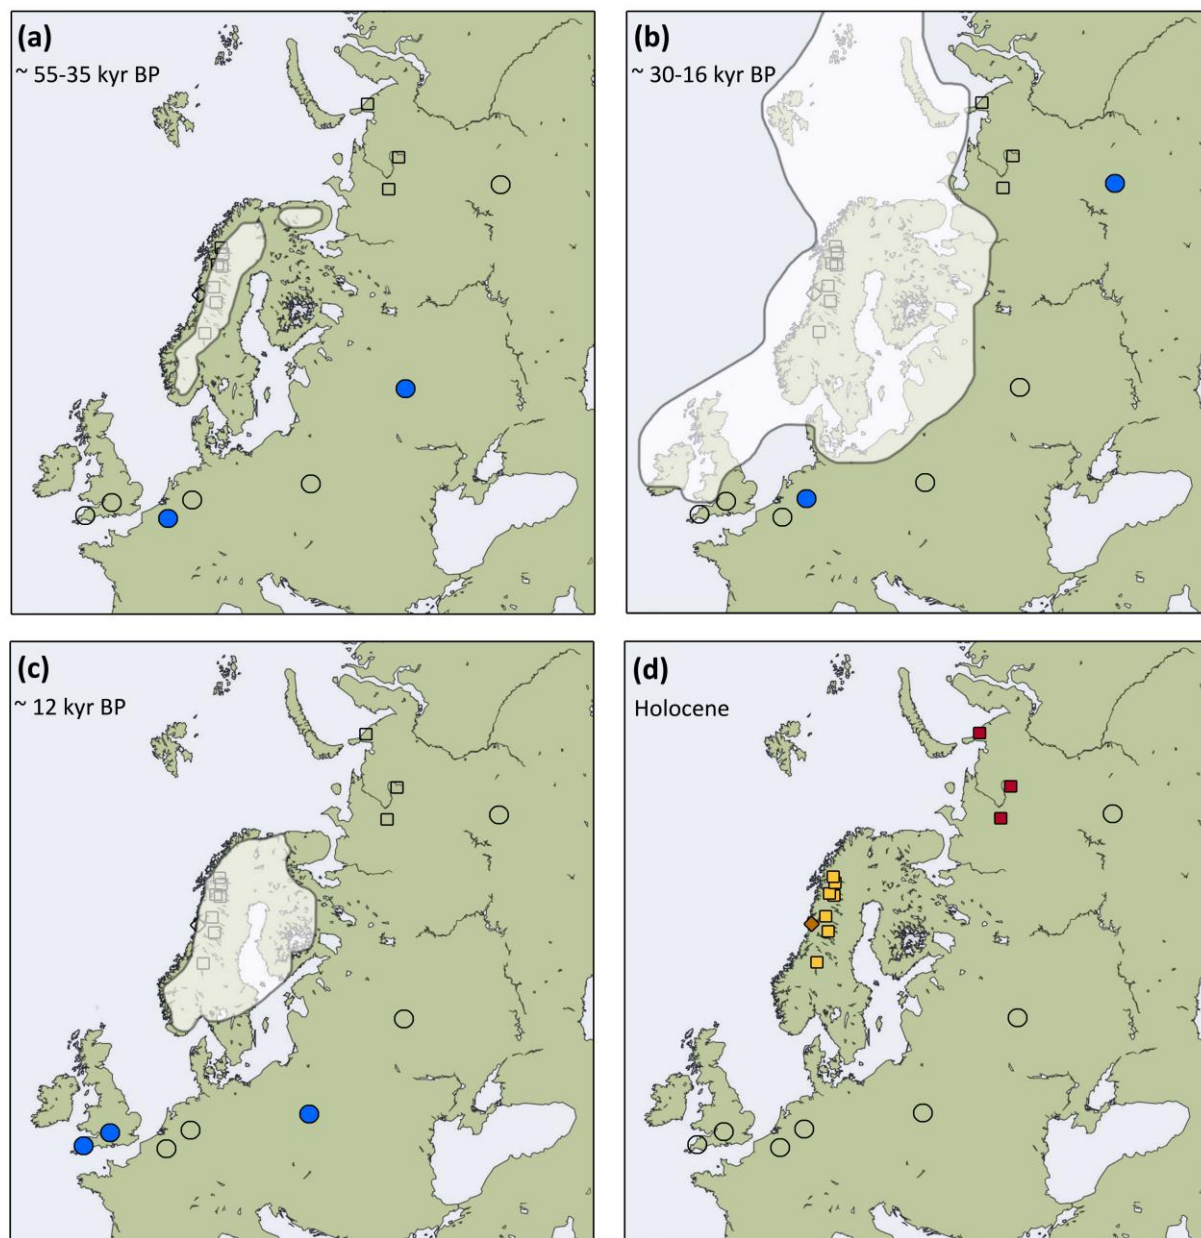 (a)
~ 55-35 kyr BP
(b)
~ 30-16 kyr BP
(c)
~ 12 kyr BP
(d)
Holocene